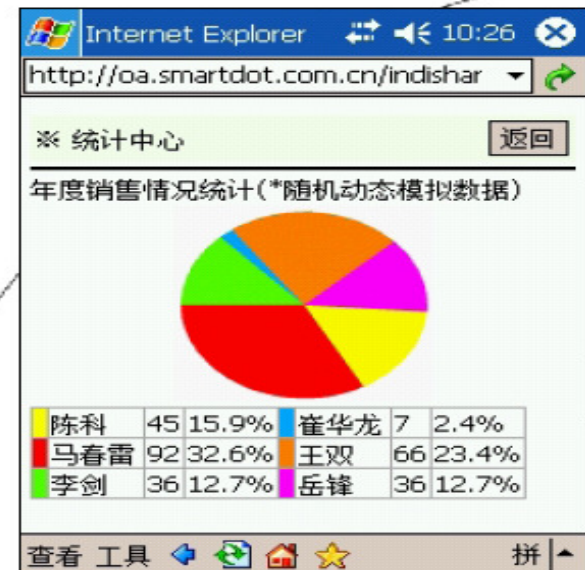 Internet Explorer 10:26
http://oa.smartdot.com.cn/indishar
※ 统计中心 返回
年度销售情况统计(*随机动态模拟数据)
陈科 45 15.9% 崔华龙 7 2.4%
马春雷 92 32.6% 王双 66 23.4%
李剑 36 12.7% 岳锋 36 12.7%
查看 工具 拼